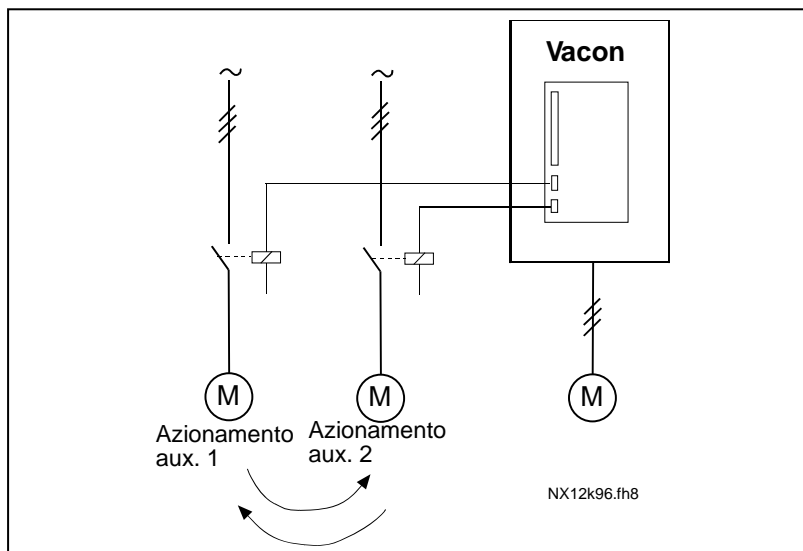 Vacon
M
M
M
Azionamento
aux. 1
Azionamento
aux. 2
NX12k96.fh8